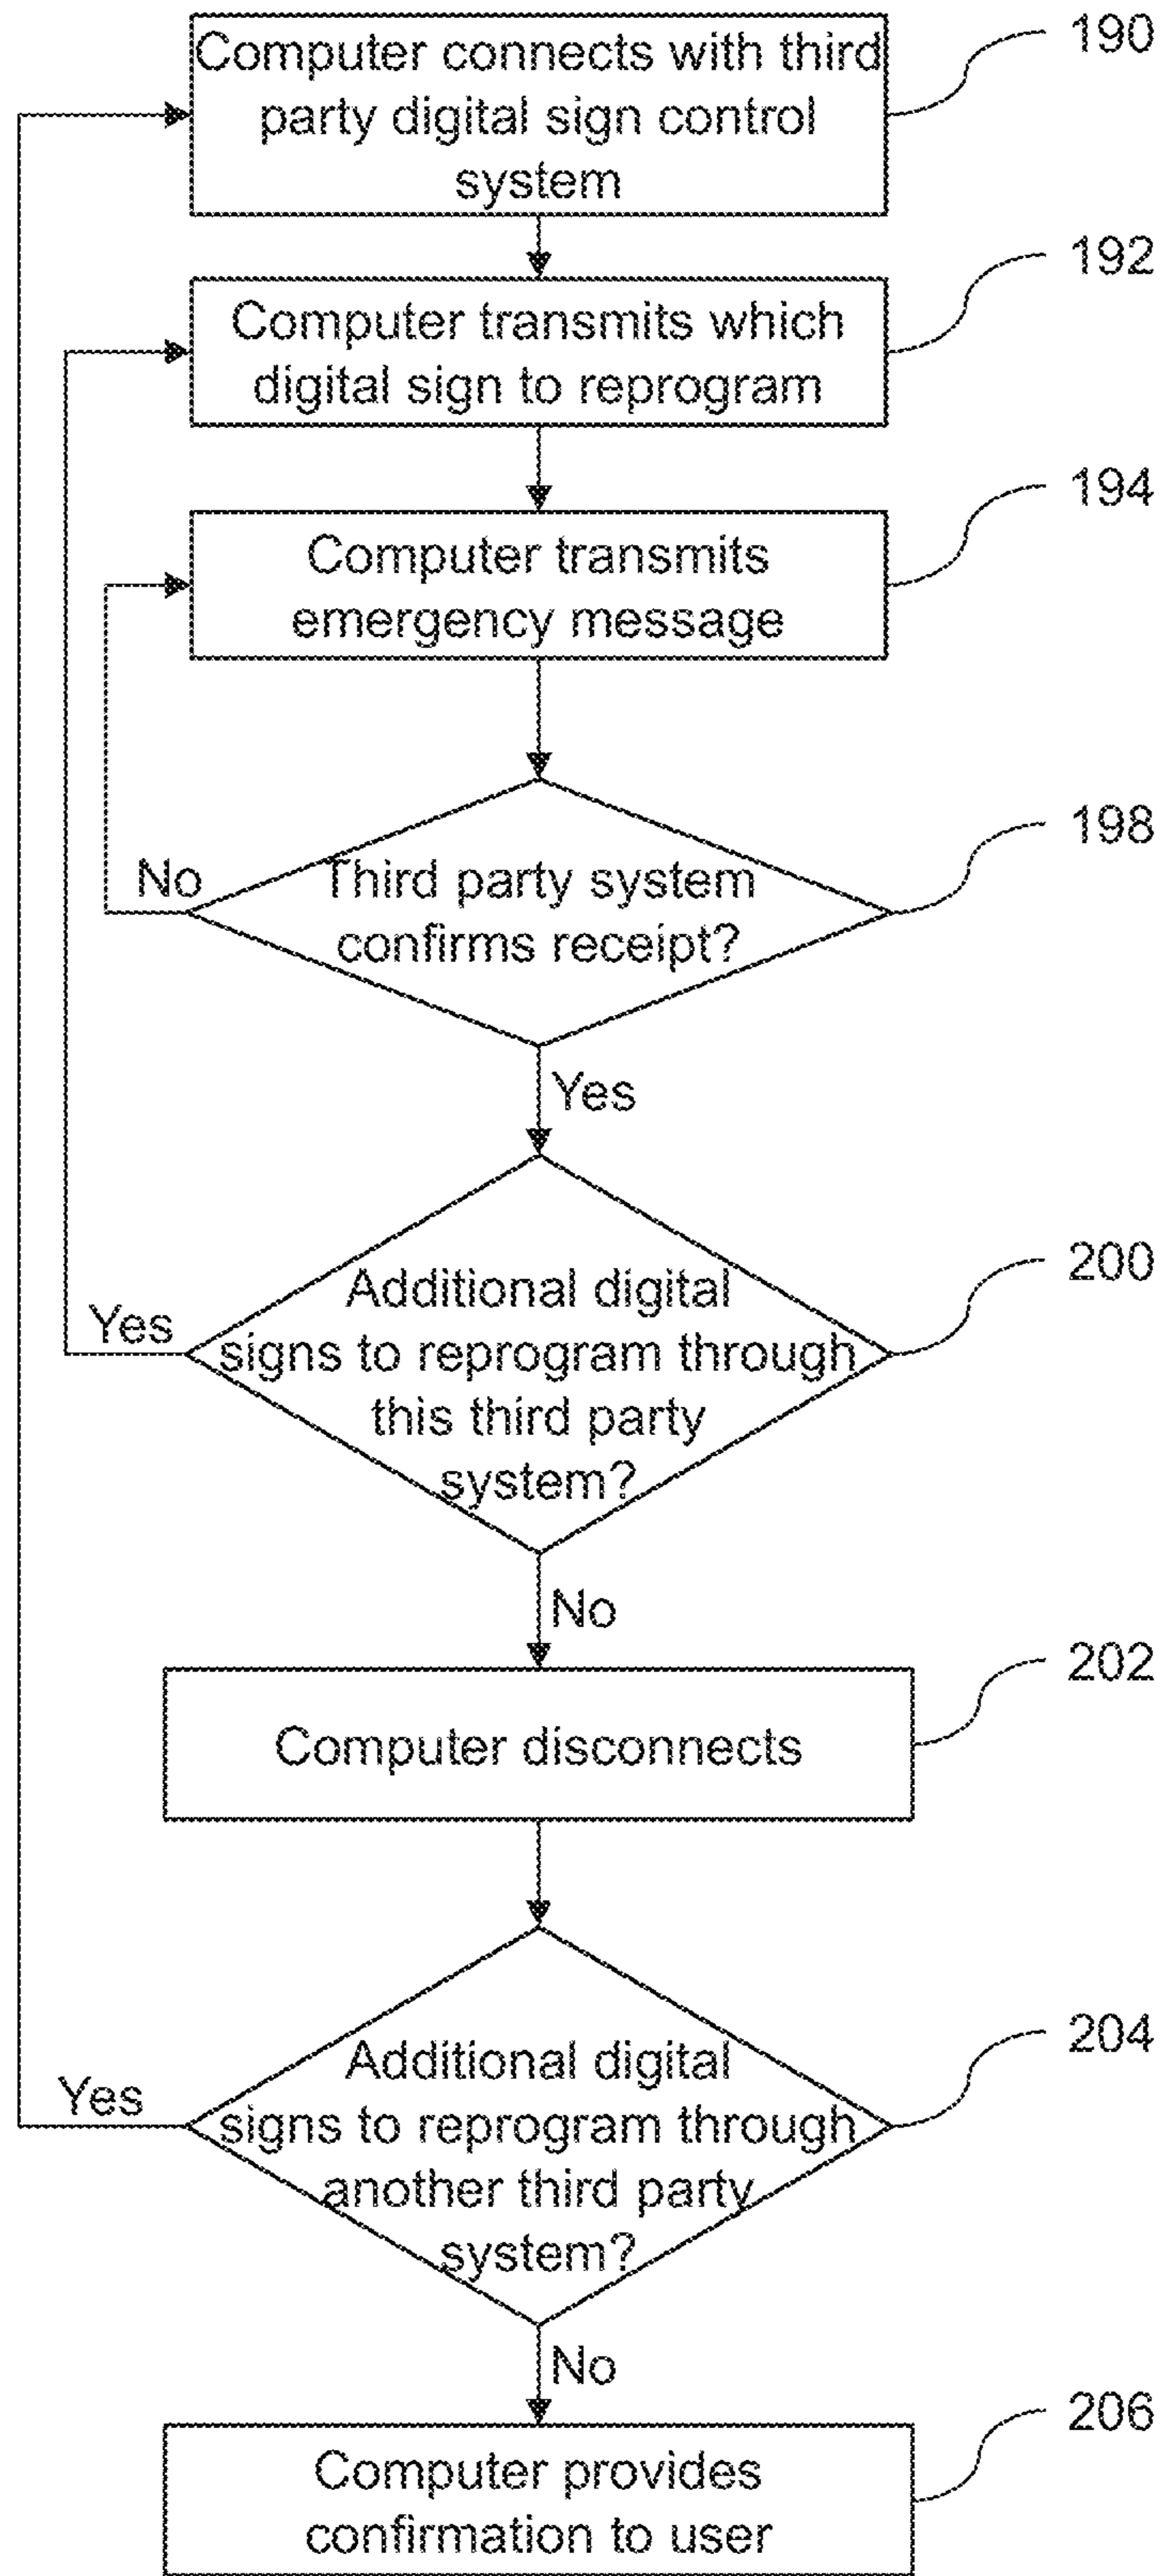 Computer connects with third
party digital sign control
system
190
Computer transmits which
digital sign to reprogram
192
Computer transmits
emergency message
194
Third party system
confirms receipt?
198
No
Yes
Additional digital
signs to reprogram through
this third party
system?
200
Yes
No
Computer disconnects
202
Additional digital
signs to reprogram through
another third party
system?
204
Yes
No
Computer provides
confirmation to user
206